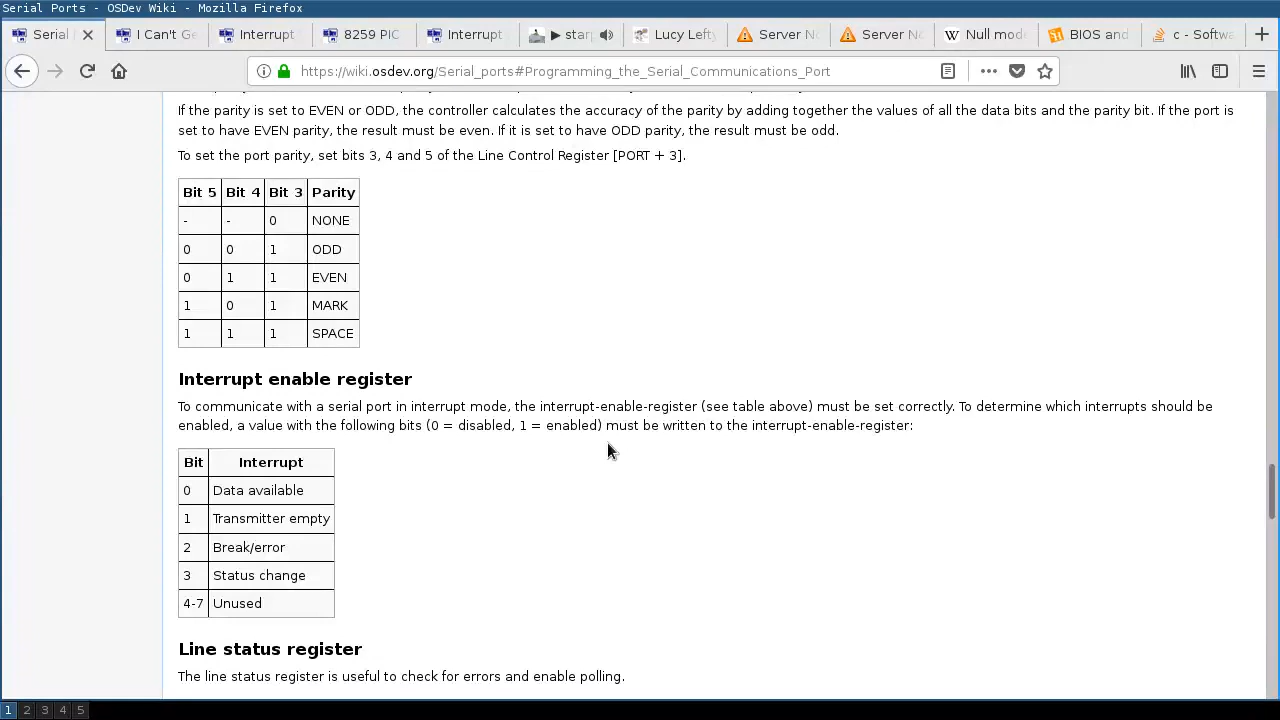 Serial Ports - OSDev Wiki - Mozilla Firefox
Serial
I Can't Ge
Interrupt
8259 PIC
Interrupt
▶ star
Lucy Lefty
Server No
Server No
Null mode
BIOS and
c - Softwa
https://wiki.osdev.org/Serial_ports#Programming_the_Serial_Communications_Port
If the parity is set to EVEN or ODD, the controller calculates the accuracy of the parity by adding together the values of all the data bits and the parity bit. If the port is
set to have EVEN parity, the result must be even. If it is set to have ODD parity, the result must be odd.
To set the port parity, set bits 3, 4 and 5 of the Line Control Register [PORT + 3].
Bit 5 Bit 4 Bit 3 Parity
- - 0 NONE
0 0 1 ODD
0 1 1 EVEN
1 0 1 MARK
1 1 1 SPACE
Interrupt enable register
To communicate with a serial port in interrupt mode, the interrupt-enable-register (see table above) must be set correctly. To determine which interrupts should be
enabled, a value with the following bits (0 = disabled, 1 = enabled) must be written to the interrupt-enable-register:
Bit Interrupt
0 Data available
1 Transmitter empty
2 Break/error
3 Status change
4-7 Unused
Line status register
The line status register is useful to check for errors and enable polling.
1 2 3 4 5